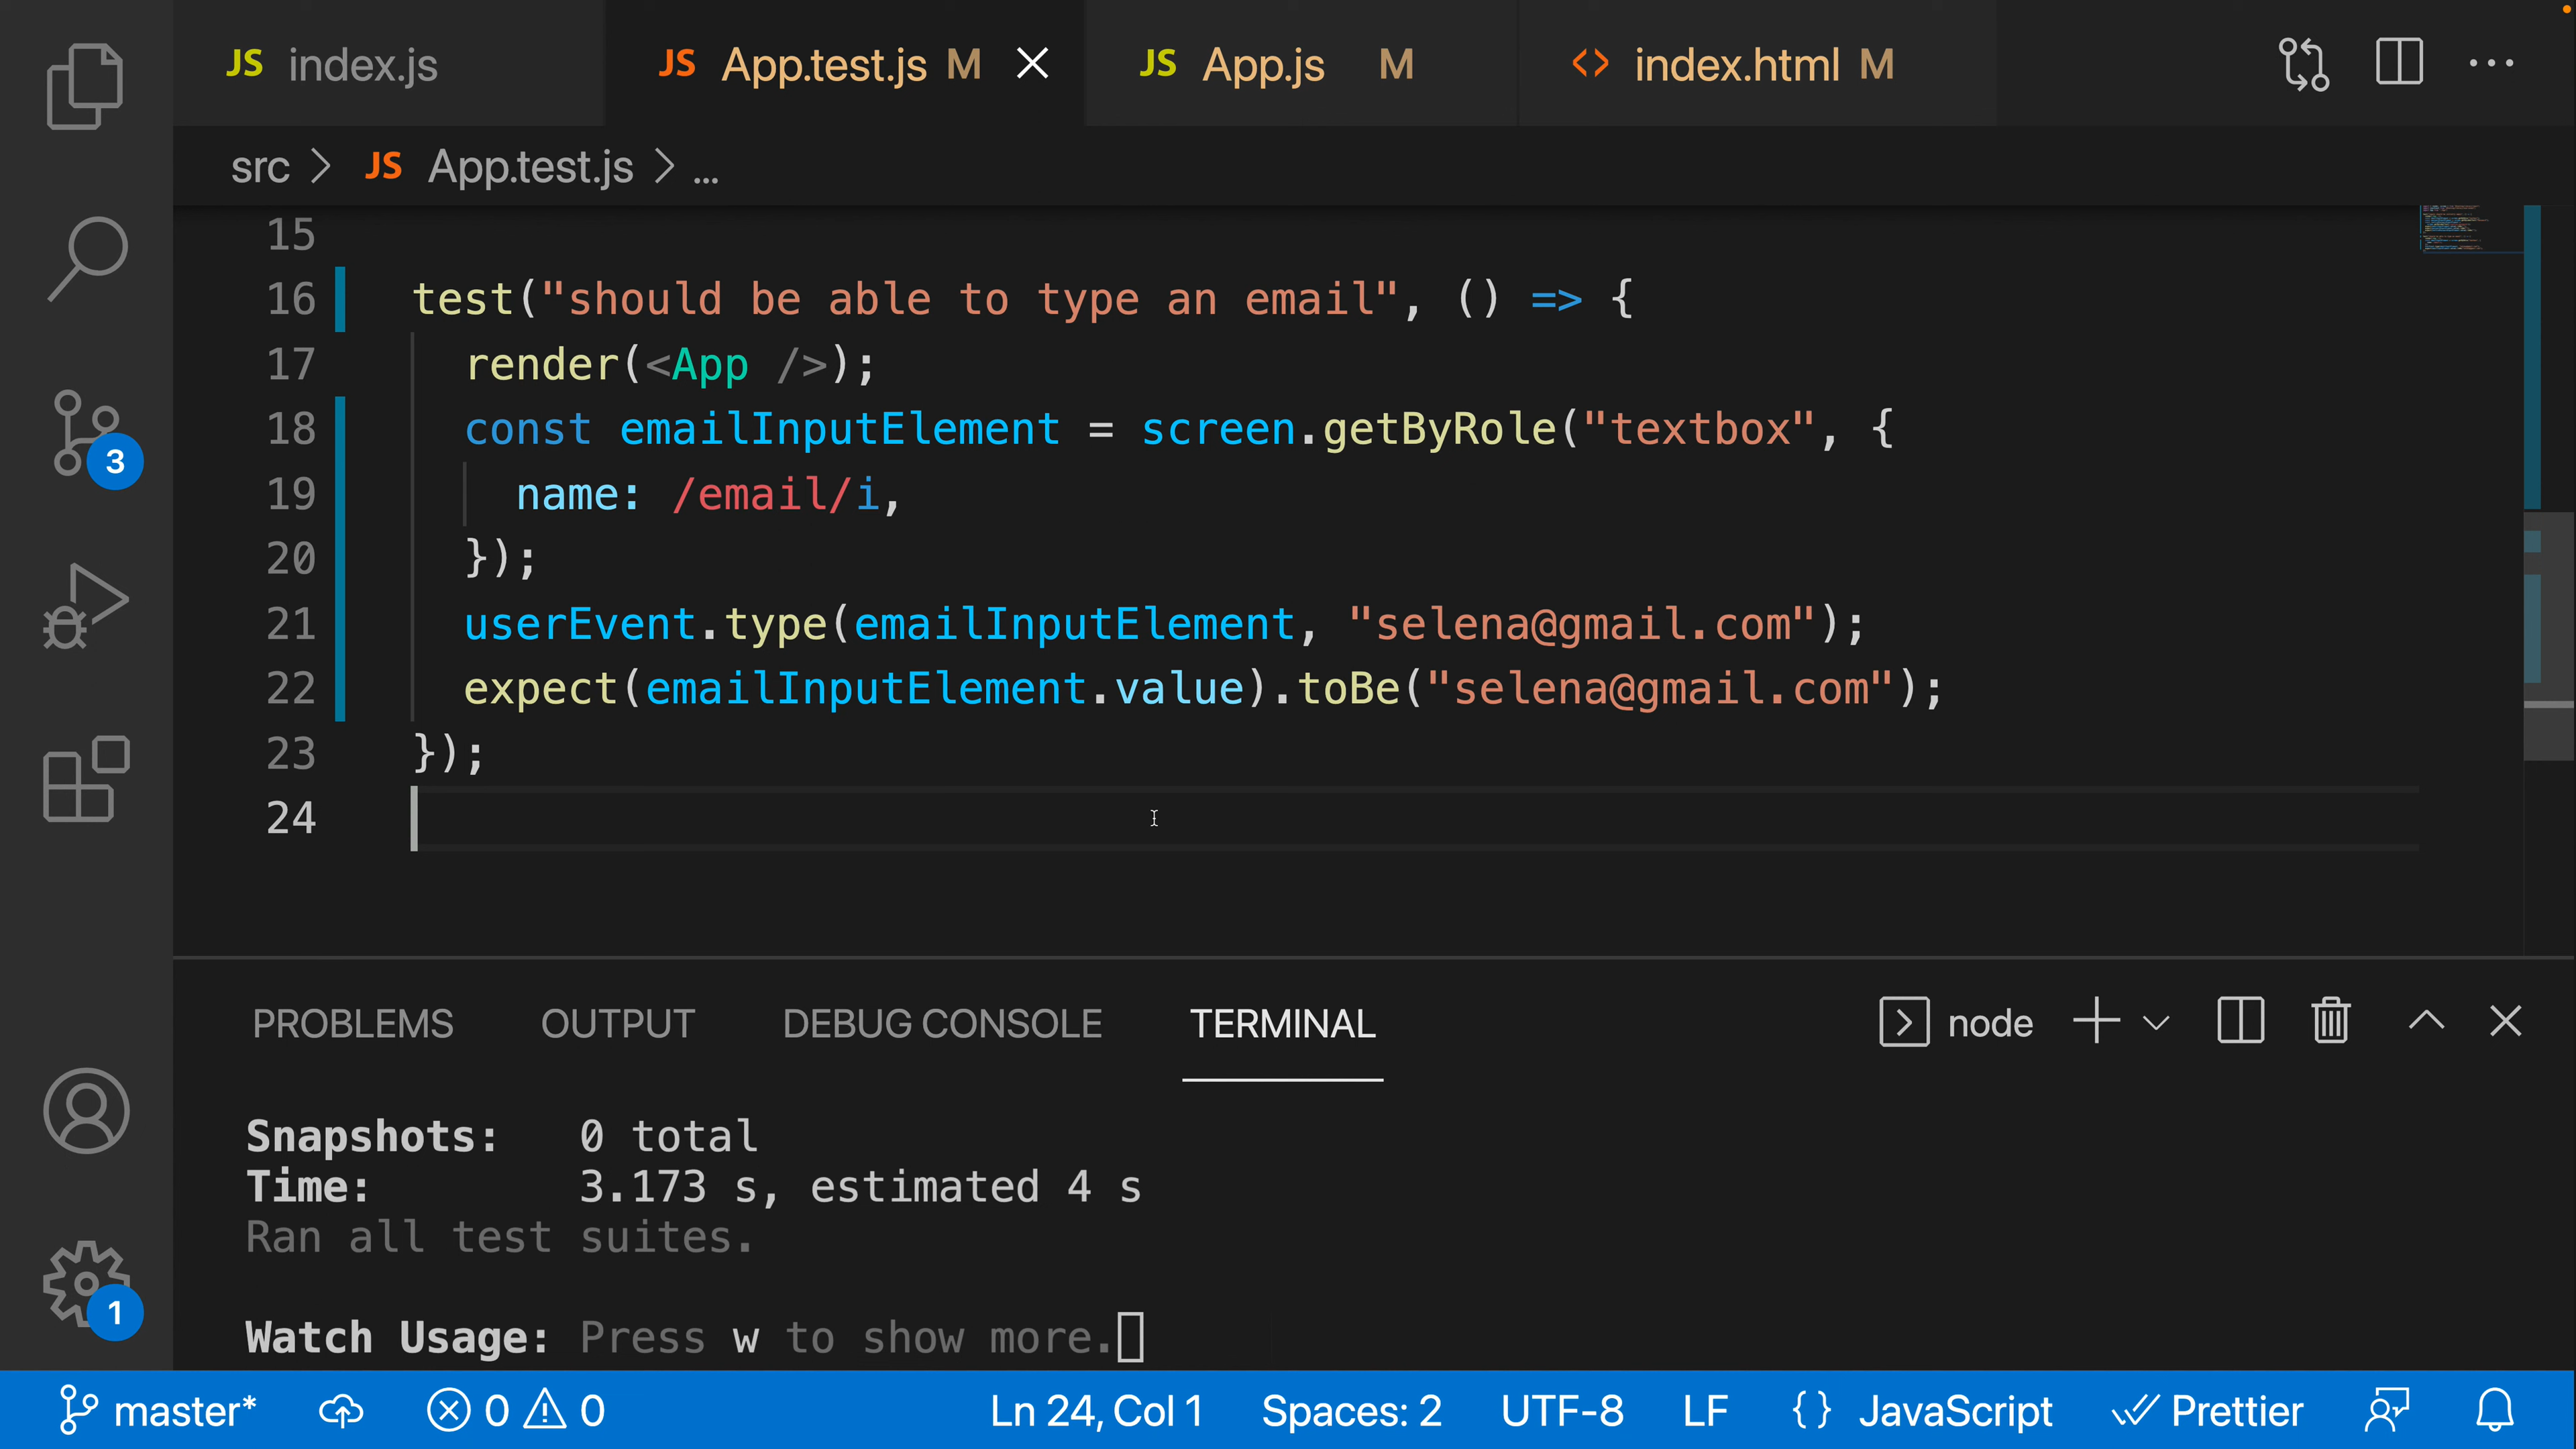 JS index.js JS App.test.js M JS App.js M <> index.html M
src > JS App.test.js > ...
15
16 test("should be able to type an email", () => {
17 render(<App />);
18 const emailInputElement = screen.getByRole("textbox", {
19 name: /email/i,
20 });
21 userEvent.type(emailInputElement, "selena@gmail.com");
22 expect(emailInputElement.value).toBe("selena@gmail.com");
23 });
24
3
1
PROBLEMS OUTPUT DEBUG CONSOLE TERMINAL node
Snapshots: 0 total
Time: 3.173 s, estimated 4 s
Ran all test suites.
Watch Usage: Press w to show more.
master* 0 0 Ln 24, Col 1 Spaces: 2 UTF-8 LF {} JavaScript Prettier